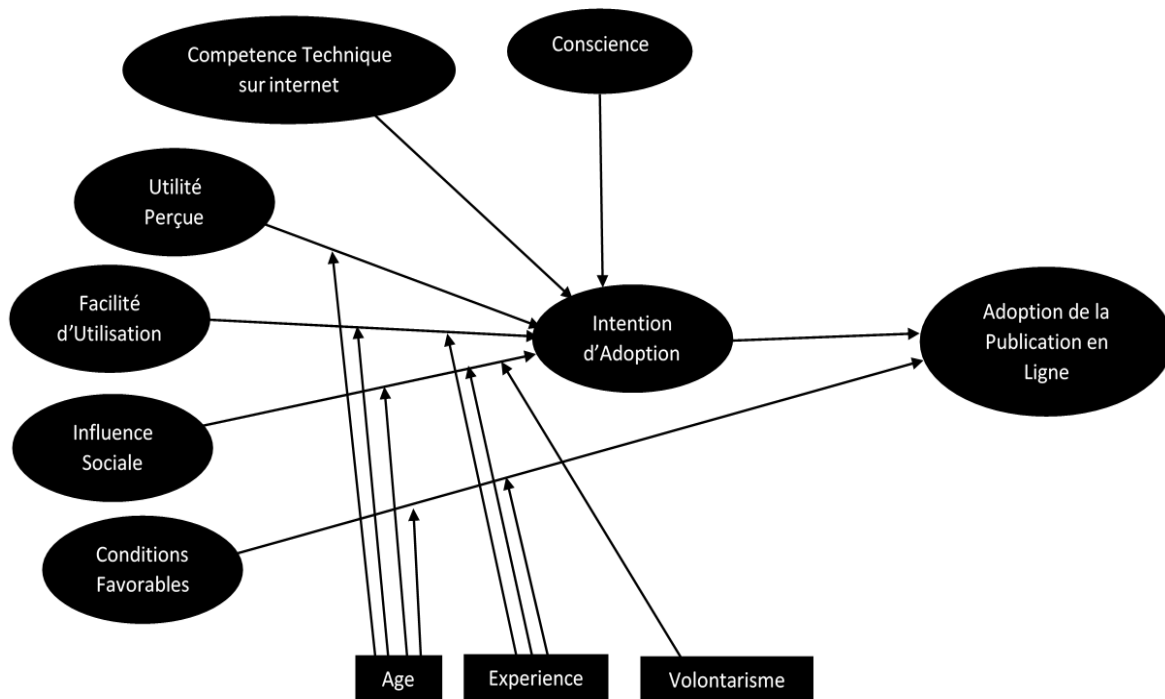 Competence Technique
sur internet
Conscience
Utilité
Perçue
Facilité
d’Utilisation
Intention
d’Adoption
Adoption de la
Publication en
Ligne
Influence
Sociale
Conditions
Favorables
Age
Experience
Volontarisme